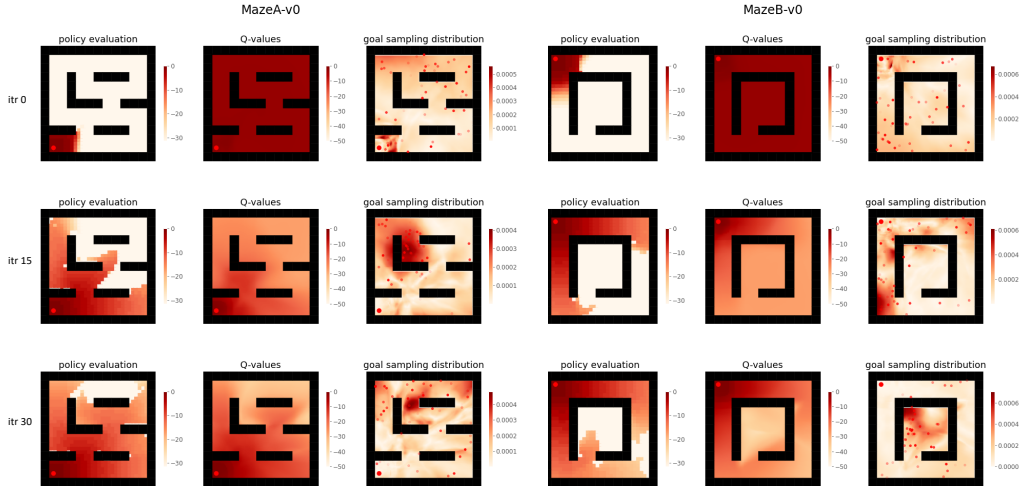 MazeA-v0 MazeB-v0
policy evaluation Q-values goal sampling distribution policy evaluation Q-values goal sampling distribution
itr 0
0 −10 −20 −30
0 −10 −20 −30 −40 −50
0.0005 0.0004 0.0003 0.0002 0.0001
0 −10 −20 −30
0 −10 −20 −30 −40 −50
0.0004 0.0002
policy evaluation Q-values goal sampling distribution policy evaluation Q-values goal sampling distribution
itr 15
0 −10 −20 −30
0 −10 −20 −30 −40 −50
0.0004 0.0003 0.0002 0.0001
0 −10 −20 −30
0 −10 −20 −30 −40 −50
0.0006 0.0004 0.0002
policy evaluation Q-values goal sampling distribution policy evaluation Q-values goal sampling distribution
itr 30
0 −10 −20 −30
0 −10 −20 −30 −40 −50
0.0004 0.0003 0.0002 0.0001
0 −10 −20 −30
0 −10 −20 −30 −40 −50
0.0006 0.0004 0.0002 0.0000